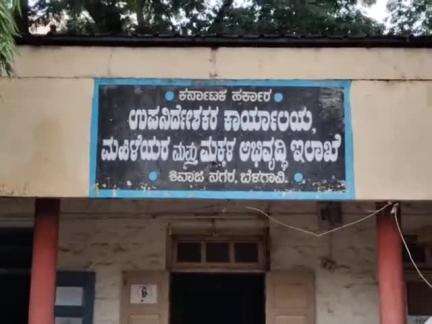 ಕರ್ನಾಟಕ ಸರ್ಕಾರ
ಉಪನಿರ್ದೇಶಕರ ಕಾರ್ಯಾಲಯ,
ಮಹಿಳೆಯರ ಮತ್ತು ಮಕ್ಕಳ ಅಭಿವೃದ್ಧಿ ಇಲಾಖೆ
ಶಿವಾಜಿ ನಗರ, ಬೆಳಗಾವಿ.